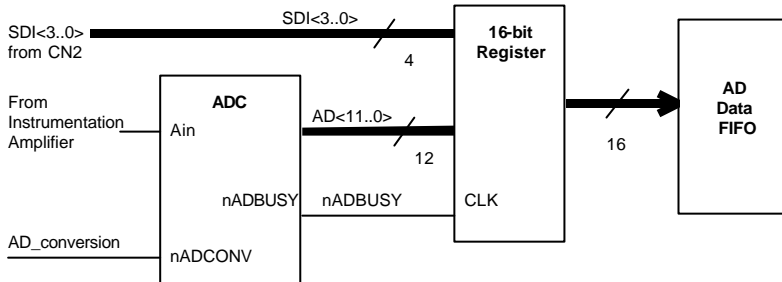 SDI<3..0>
from CN2
SDI<3..0>
4
16-bit
Register
From
Instrumentation
Amplifier
ADC
Ain
AD<11..0>
12
16
AD
Data
FIFO
nADBUSY
nADBUSY
CLK
AD_conversion
nADCONV